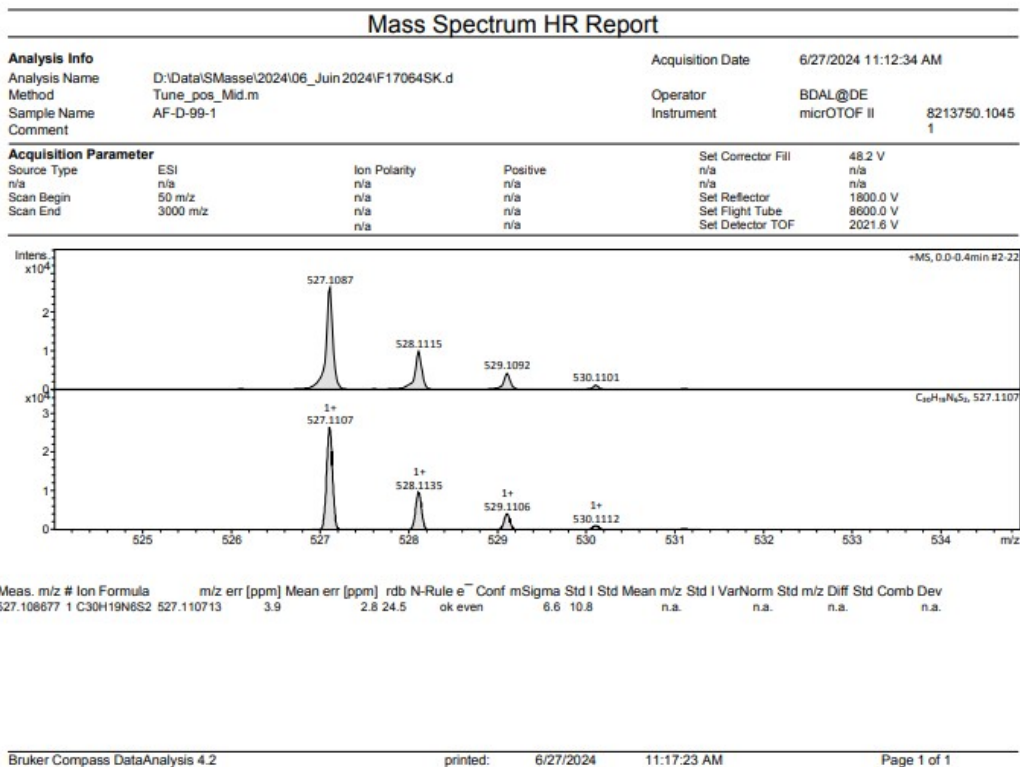 Mass Spectrum HR Report
Analysis Info
Acquisition Date 6/27/2024 11:12:34 AM
Analysis Name D:\Data\SMasse\2024\06_Juin 2024\F17064SK.d
Method Tune_pos_Mid.m Operator BDAL@DE
Sample Name AF-D-99-1 Instrument micrOTOF II 8213750.1045
Comment 1
Acquisition Parameter Set Corrector Fill 48.2 V
Source Type ESI Ion Polarity Positive n/a n/a
n/a n/a n/a n/a n/a n/a
Scan Begin 50 m/z n/a n/a Set Reflector 1800.0 V
Scan End 3000 m/z n/a n/a Set Flight Tube 8600.0 V
n/a n/a Set Detector TOF 2021.6 V
Intens. +MS, 0.0-0.4min #2-22
x10⁴
527.1087
2
528.1115
1
529.1092
530.1101
0
x10⁴ C₃₀H₁₉N₆S₂, 527.1107
3
1+
527.1107
2
1+
528.1135
1
1+
529.1106
1+
530.1112
0
525 526 527 528 529 530 531 532 533 534 m/z
Meas. m/z # Ion Formula m/z err [ppm] Mean err [ppm] rdb N-Rule e¯ Conf mSigma Std I Std Mean m/z Std I VarNorm Std m/z Diff Std Comb Dev
527.108677 1 C30H19N6S2 527.110713 3.9 2.8 24.5 ok even 6.6 10.8 n.a. n.a. n.a. n.a.
Bruker Compass DataAnalysis 4.2 printed: 6/27/2024 11:17:23 AM Page 1 of 1